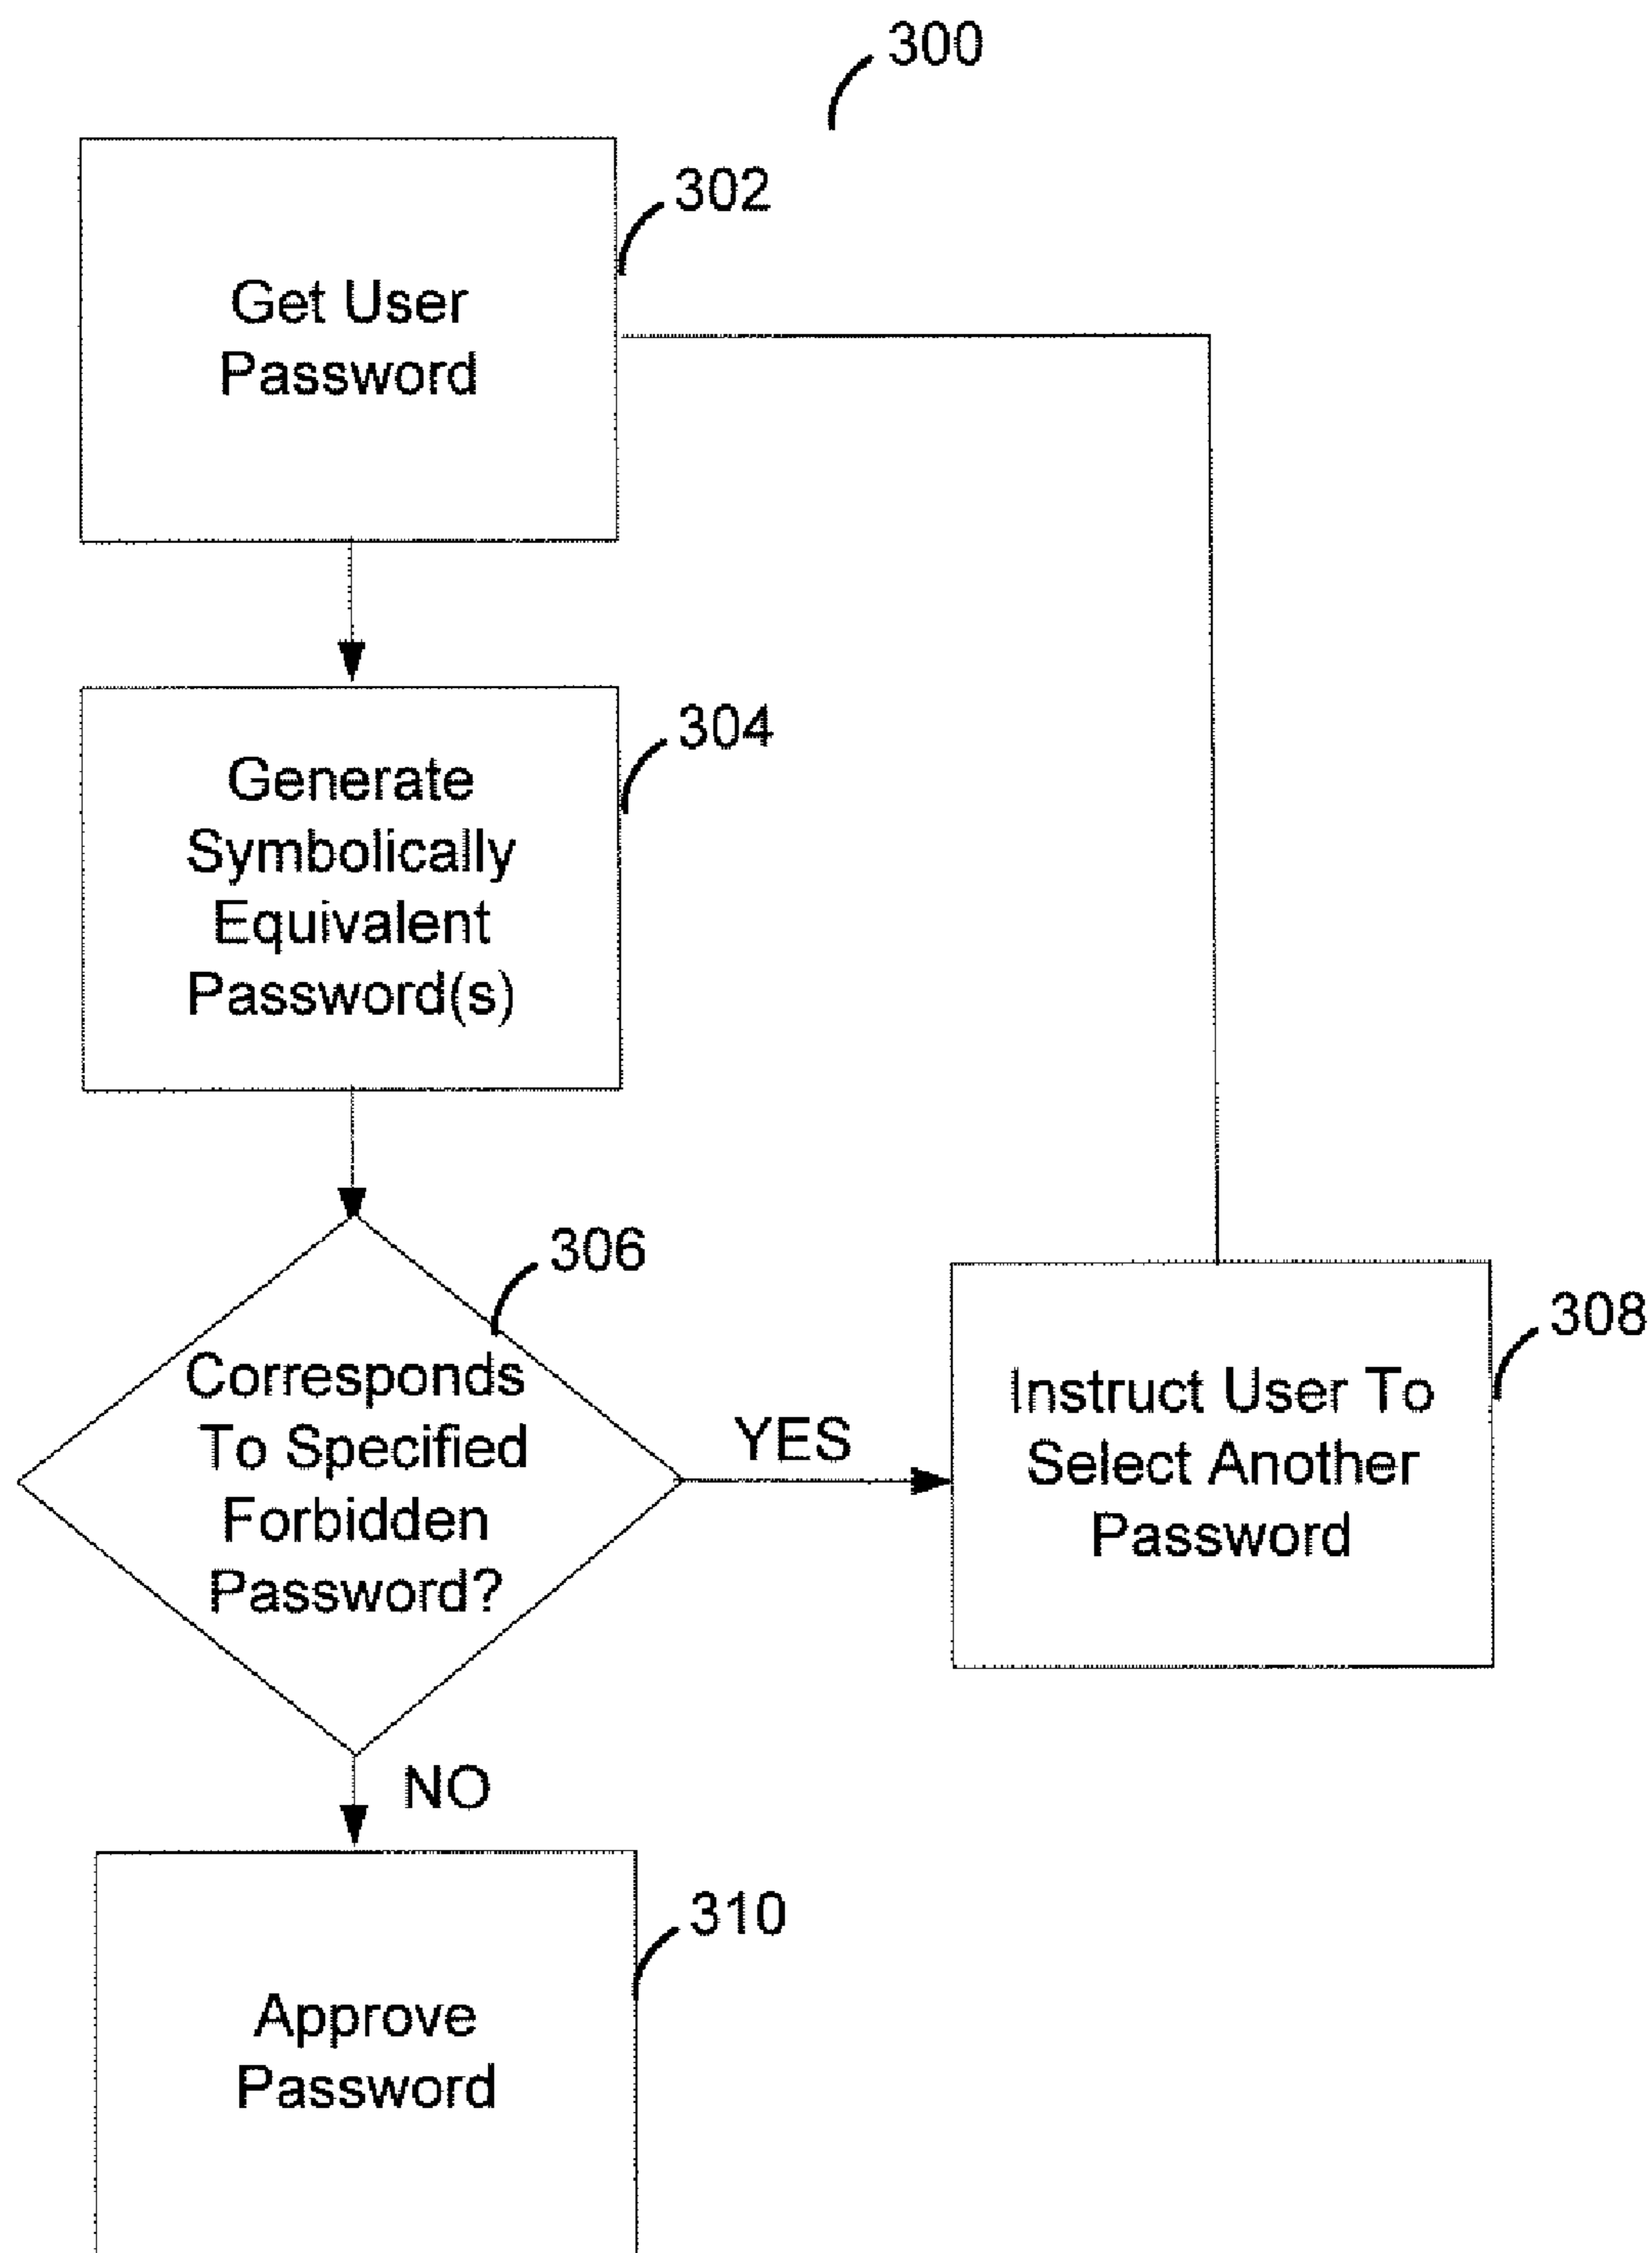 300
302
Get User
Password
304
Generate
Symbolically
Equivalent
Password(s)
306
Corresponds
To Specified
Forbidden
Password?
YES
308
Instruct User To
Select Another
Password
NO
310
Approve
Password